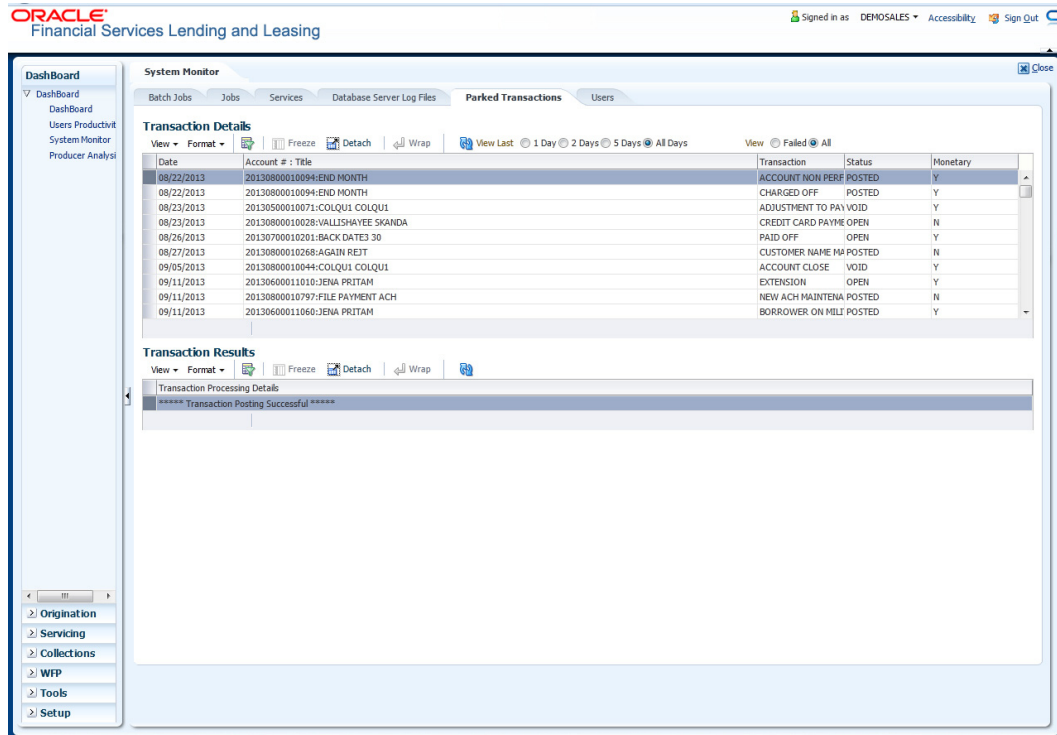 ORACLE
Financial Services Lending and Leasing
Signed in as DEMOSALES Accessibility Sign Out
DashBoard
DashBoard
DashBoard
Users Productivit
System Monitor
Producer Analysi
Origination
Servicing
Collections
WFP
Tools
Setup
System Monitor
Close
Batch Jobs Jobs Services Database Server Log Files Parked Transactions Users
Transaction Details
View Format Freeze Detach Wrap View Last 1 Day 2 Days 5 Days All Days View Failed All
Date Account # : Title Transaction Status Monetary
08/22/2013 20130800010094:END MONTH ACCOUNT NON PERF POSTED Y
08/22/2013 20130800010094:END MONTH CHARGED OFF POSTED Y
08/23/2013 20130500010071:COLQU1 COLQU1 ADJUSTMENT TO PAY VOID Y
08/23/2013 20130800010028:VALLISHAYEE SKANDA CREDIT CARD PAYME OPEN N
08/26/2013 20130700010201:BACK DATE3 30 PAID OFF OPEN Y
08/27/2013 20130800010268:AGAIN REJT CUSTOMER NAME MA POSTED N
09/05/2013 20130800010044:COLQU1 COLQU1 ACCOUNT CLOSE VOID Y
09/11/2013 20130600011010:JENA PRITAM EXTENSION OPEN Y
09/11/2013 20130800010797:FILE PAYMENT ACH NEW ACH MAINTENA POSTED N
09/11/2013 20130600011060:JENA PRITAM BORROWER ON MILI POSTED Y
Transaction Results
View Format Freeze Detach Wrap
Transaction Processing Details
***** Transaction Posting Successful *****